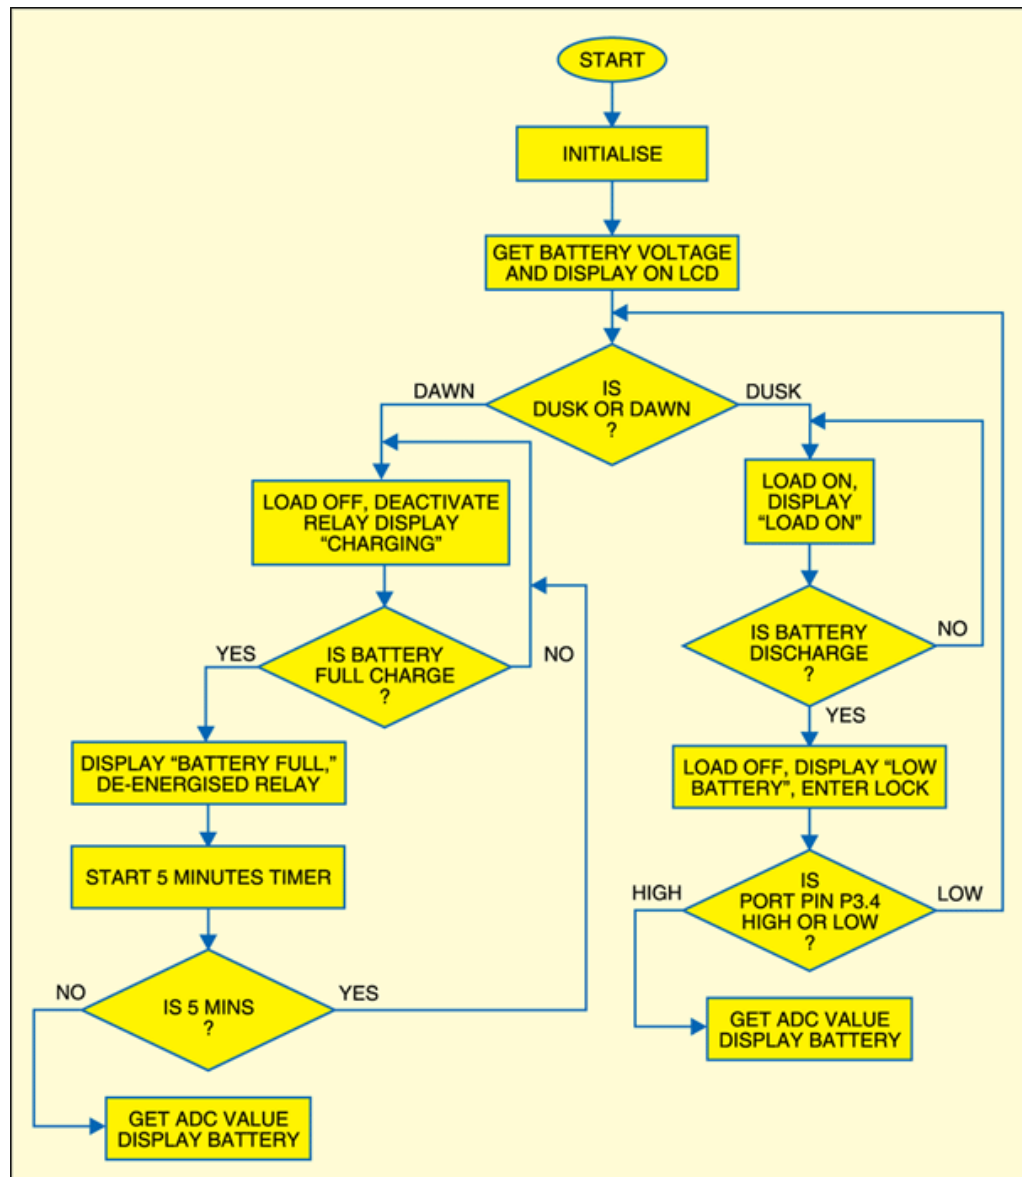 START
INITIALISE
GET BATTERY VOLTAGE
AND DISPLAY ON LCD
IS
DUSK OR DAWN
?
DAWN
DUSK
LOAD OFF, DEACTIVATE
RELAY DISPLAY
“CHARGING”
IS BATTERY
FULL CHARGE
?
YES
NO
DISPLAY “BATTERY FULL,”
DE-ENERGISED RELAY
START 5 MINUTES TIMER
IS 5 MINS
?
NO
YES
GET ADC VALUE
DISPLAY BATTERY
LOAD ON,
DISPLAY
“LOAD ON”
IS BATTERY
DISCHARGE
?
NO
YES
LOAD OFF, DISPLAY “LOW
BATTERY”, ENTER LOCK
IS
PORT PIN P3.4
HIGH OR LOW
?
HIGH
LOW
GET ADC VALUE
DISPLAY BATTERY